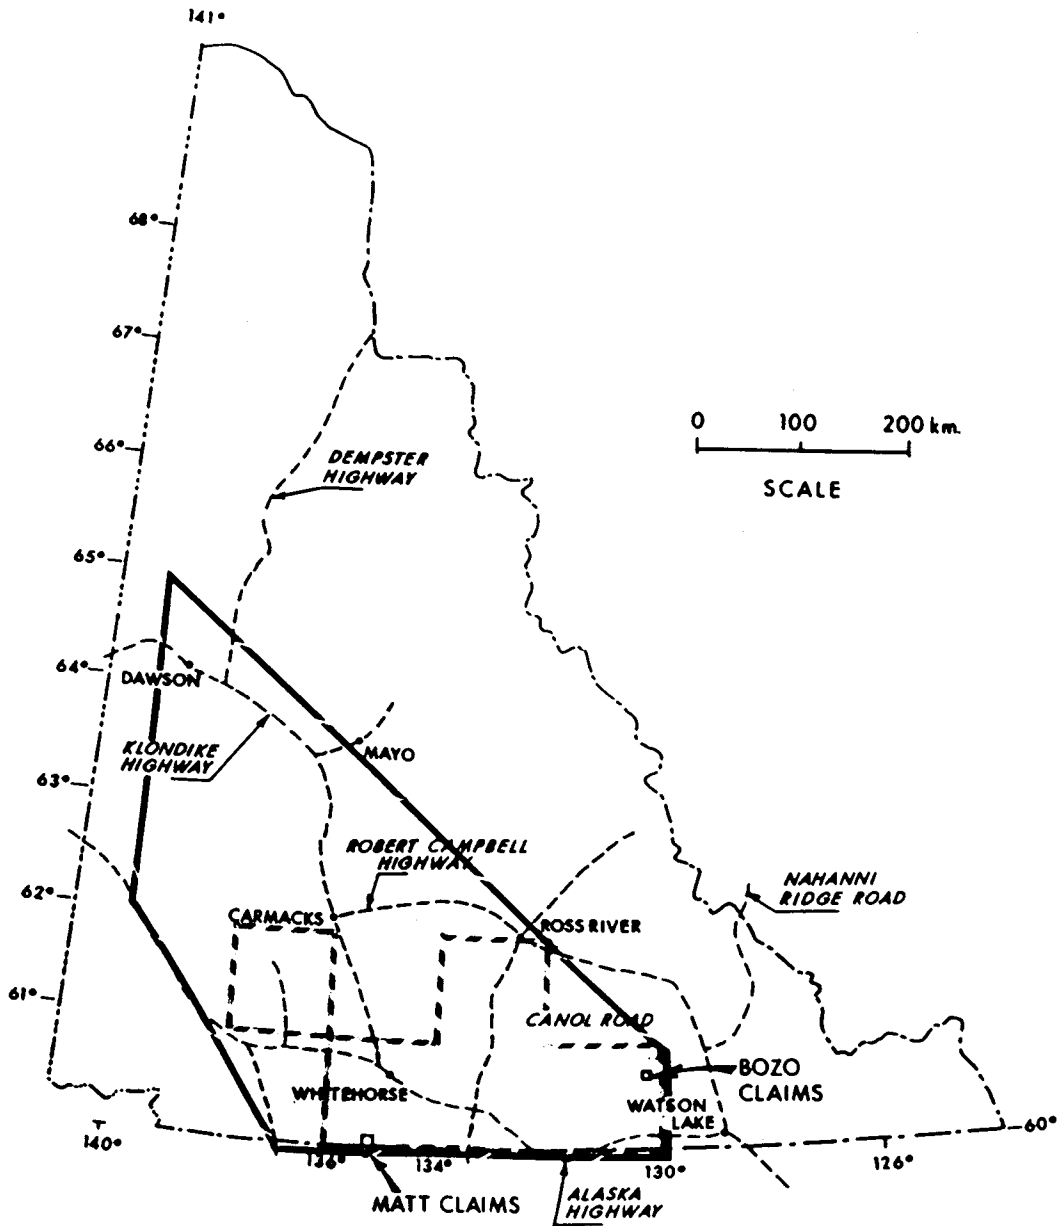 141°
68°
67°
66°
65°
64°
63°
62°
61°
0 100 200 km.
SCALE
DEMPSTER
HIGHWAY
DAWSON
KLONDIKE
HIGHWAY
MAYO
ROBERT CAMPBELL
HIGHWAY
NAHANNI
RIDGE ROAD
CARMACKS
ROSS RIVER
CANOL ROAD
BOZO
CLAIMS
WHITEHORSE
WATSON
LAKE
60°
140°
136°
134°
130°
126°
MATT CLAIMS
ALASKA
HIGHWAY